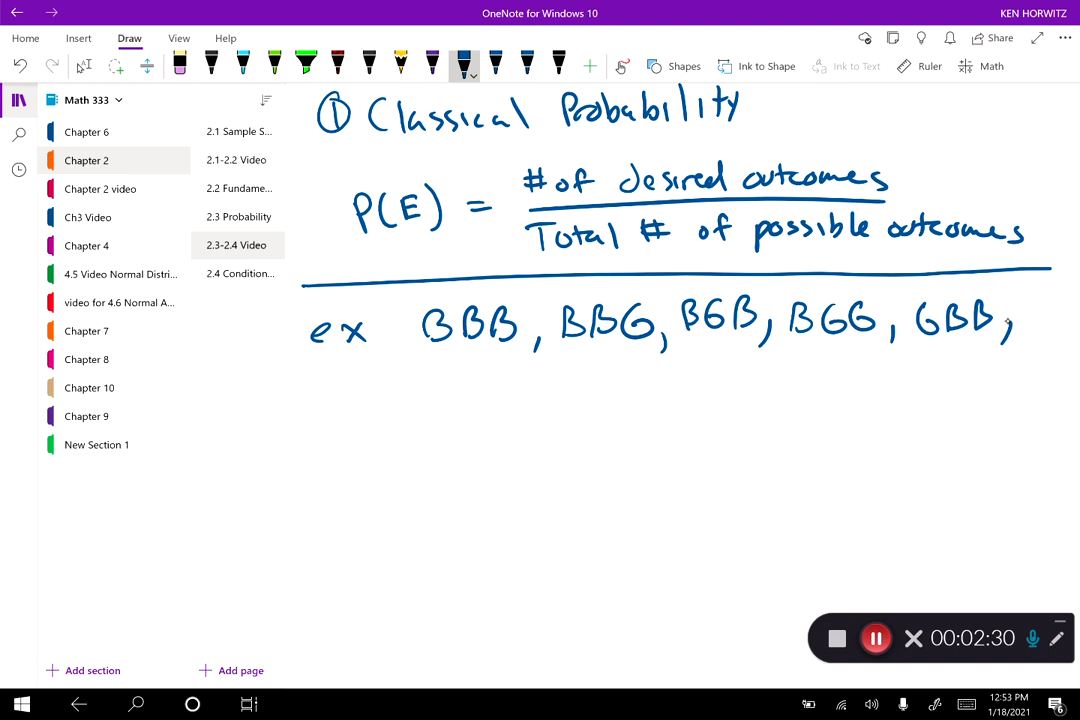 OneNote for Windows 10
KEN HORWITZ
Home Insert Draw View Help
Share
Shapes Ink to Shape Ink to Text Ruler Math
Math 333
Chapter 6
Chapter 2
Chapter 2 video
Ch3 Video
Chapter 4
4.5 Video Normal Distri...
video for 4.6 Normal A...
Chapter 7
Chapter 8
Chapter 10
Chapter 9
New Section 1
Add section
2.1 Sample S...
2.1-2.2 Video
2.2 Fundame...
2.3 Probability
2.3-2.4 Video
2.4 Condition...
Add page
① Classical Probability
P(E) = # of desired outcomes
Total # of possible outcomes
ex BBB, BBG, BGB, BGG, GBB,
00:02:30
12:53 PM
1/18/2021
6